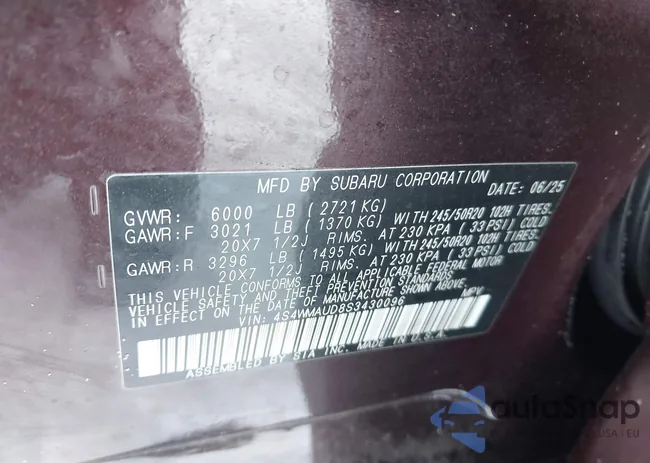 MFD BY SUBARU CORPORATION DATE: 06/25
GVWR: 6000 LB (2721 KG)
GAWR:F 3021 LB (1370 KG) WITH 245/50R20 102H TIRES.
20X7 1/2J RIMS. AT 230 KPA (33 PSI) COLD
GAWR:R 3296 LB (1495 KG) WITH 245/50R20 102H TIRES.
20X7 1/2J RIMS. AT 230 KPA (33 PSI) COLD
THIS VEHICLE CONFORMS TO ALL APPLICABLE FEDERAL MOTOR
VEHICLE SAFETY AND THEFT PREVENTION STANDARDS
IN EFFECT ON THE DATE OF MANUFACTURE SHOWN ABOVE.
VIN: 4S4WMAUD8S3430096 MPV
ASSEMBLED BY SIA INC. MADE IN U.S.A.
autoSnap
USA | EU